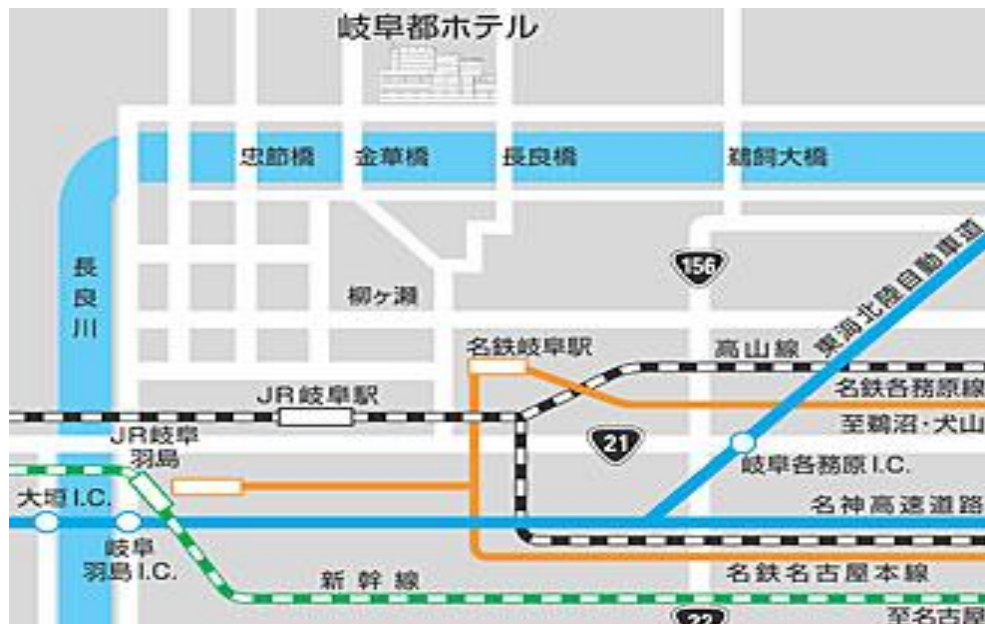 岐阜都ホテル
忠節橋
金華橋
長良橋
鵜飼大橋
長良川
156
東海北陸自動車道
柳ヶ瀬
名鉄岐阜駅
高山線
JR岐阜駅
名鉄各務原線
至鵜沼・犬山
21
JR岐阜
羽島
岐阜各務原I.C.
大垣I.C.
名神高速道路
岐阜
羽島I.C.
新幹線
名鉄名古屋本線
至名古屋